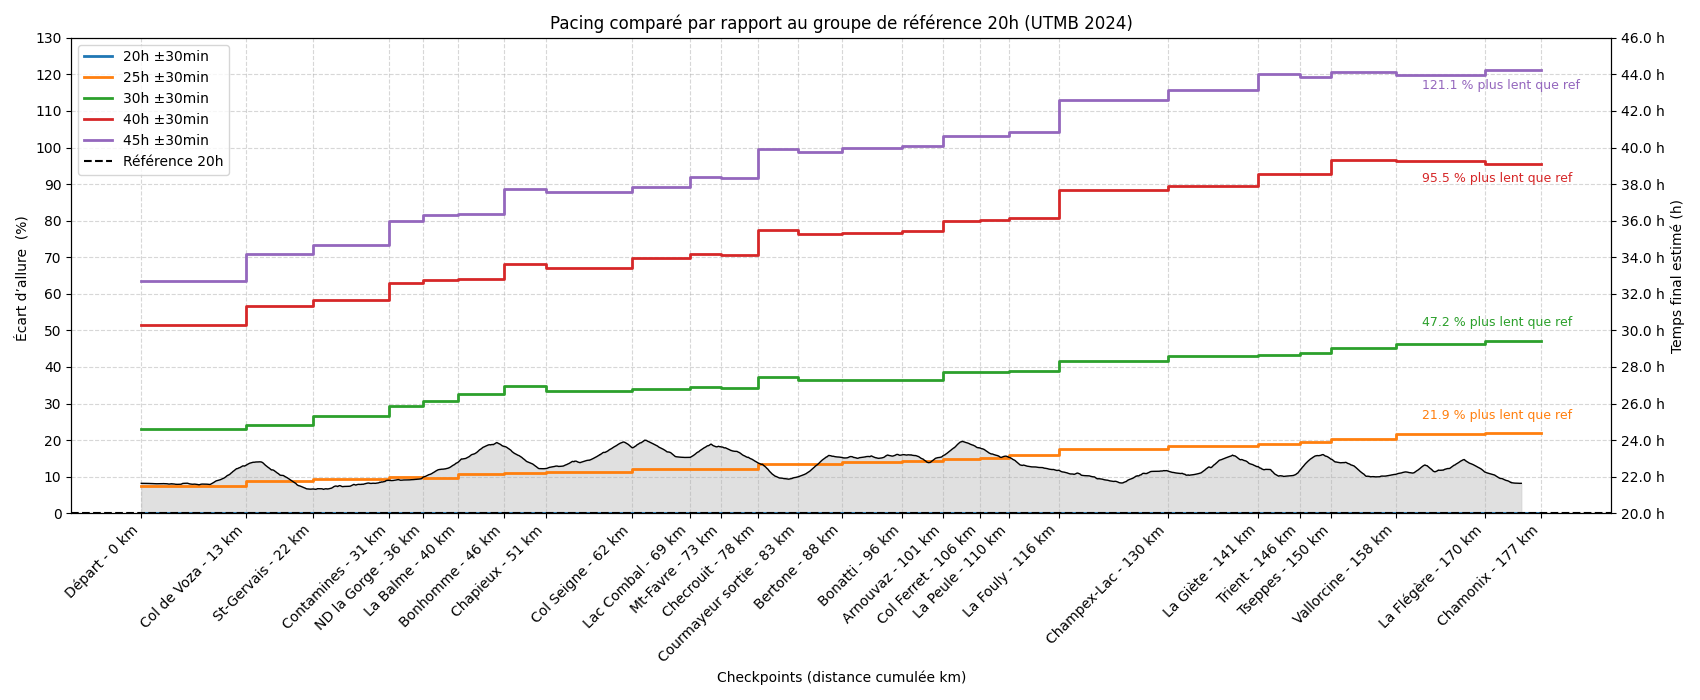 Pacing comparé par rapport au groupe de référence 20h (UTMB 2024)
20h ±30min
25h ±30min
30h ±30min
40h ±30min
45h ±30min
Référence 20h
Écart d'allure  (%)
130
120
110
100
90
80
70
60
50
40
30
20
10
0
46.0 h
44.0 h
42.0 h
40.0 h
38.0 h
36.0 h
34.0 h
32.0 h
30.0 h
28.0 h
26.0 h
24.0 h
22.0 h
20.0 h
Temps final estimé (h)
121.1 % plus lent que ref
95.5 % plus lent que ref
47.2 % plus lent que ref
21.9 % plus lent que ref
Départ - 0 km
Col de Voza - 13 km
St-Gervais - 22 km
Contamines - 31 km
ND la Gorge - 36 km
La Balme - 40 km
Bonhomme - 46 km
Chapieux - 51 km
Col Seigne - 62 km
Lac Combal - 69 km
Mt-Favre - 73 km
Checrouit - 78 km
Courmayeur sortie - 83 km
Bertone - 88 km
Bonatti - 96 km
Arnouvaz - 101 km
Col Ferret - 106 km
La Peule - 110 km
La Fouly - 116 km
Champex-Lac - 130 km
La Giète - 141 km
Trient - 146 km
Tseppes - 150 km
Vallorcine - 158 km
La Flégère - 170 km
Chamonix - 177 km
Checkpoints (distance cumulée km)